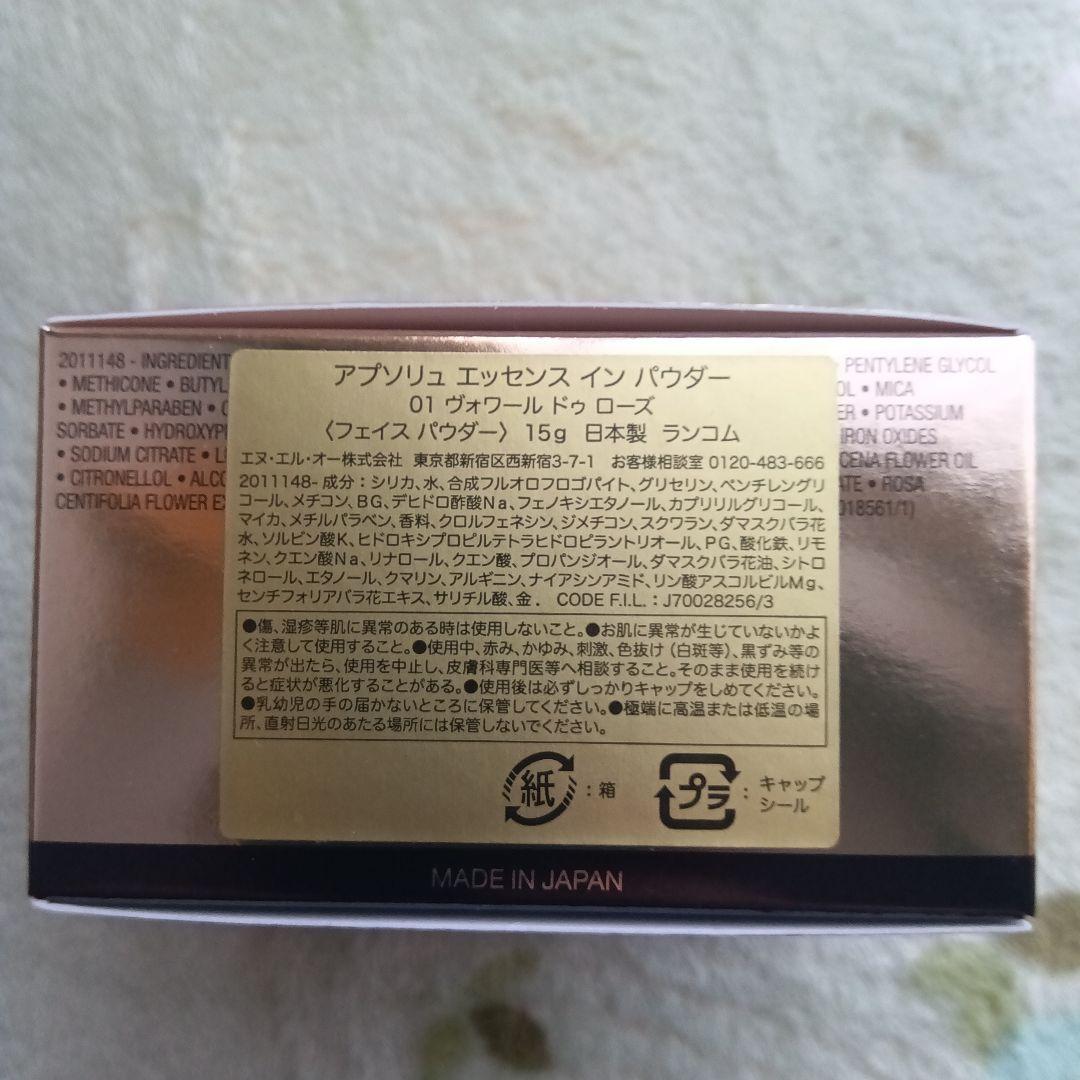 2011148 - INGREDIENT
• METHICONE • BUTYL
• METHYLPARABEN •
SORBATE • HYDROXYP
• SODIUM CITRATE •
• CITRONELLOL • ALCO
CENTIFOLIA FLOWER EX
PENTYLENE GLYCOL
OL • MICA
ER • POTASSIUM
IRON OXIDES
CENA FLOWER OIL
ATE • ROSA
018561/1)
アプソリュ エッセンス イン パウダー
01 ヴォワール ドゥ ローズ
〈フェイス パウダー〉 15g 日本製 ランコム
エヌ・エル・オー株式会社 東京都新宿区西新宿3-7-1 お客様相談室 0120-483-666
2011148- 成分：シリカ、水、合成フルオロフロゴパイト、グリセリン、ペンチレングリ
コール、メチコン、BG、デヒドロ酢酸Na、フェノキシエタノール、カプリリルグリコール、
マイカ、メチルパラベン、香料、クロルフェネシン、ジメチコン、スクワラン、ダマスクバラ花
水、ソルビン酸K、ヒドロキシプロピルテトラヒドロピラントリオール、PG、酸化鉄、リモ
ネン、クエン酸Na、リナロール、クエン酸、プロパンジオール、ダマスクバラ花油、シトロ
ネロール、エタノール、クマリン、アルギニン、ナイアシンアミド、リン酸アスコルビルMg、
センチフォリアバラ花エキス、サリチル酸、金． CODE F.I.L.：J70028256/3
●傷、湿疹等肌に異常のある時は使用しないこと。●お肌に異常が生じていないかよ
く注意して使用すること。●使用中、赤み、かゆみ、刺激、色抜け（白斑等）、黒ずみ等の
異常が出たら、使用を中止し、皮膚科専門医等へ相談すること。そのまま使用を続け
ると症状が悪化することがある。●使用後は必ずしっかりキャップをしめてください。
●乳幼児の手の届かないところに保管してください。●極端に高温または低温の場
所、直射日光のあたる場所には保管しないでください。
紙：箱
プラ：キャップ
シール
MADE IN JAPAN